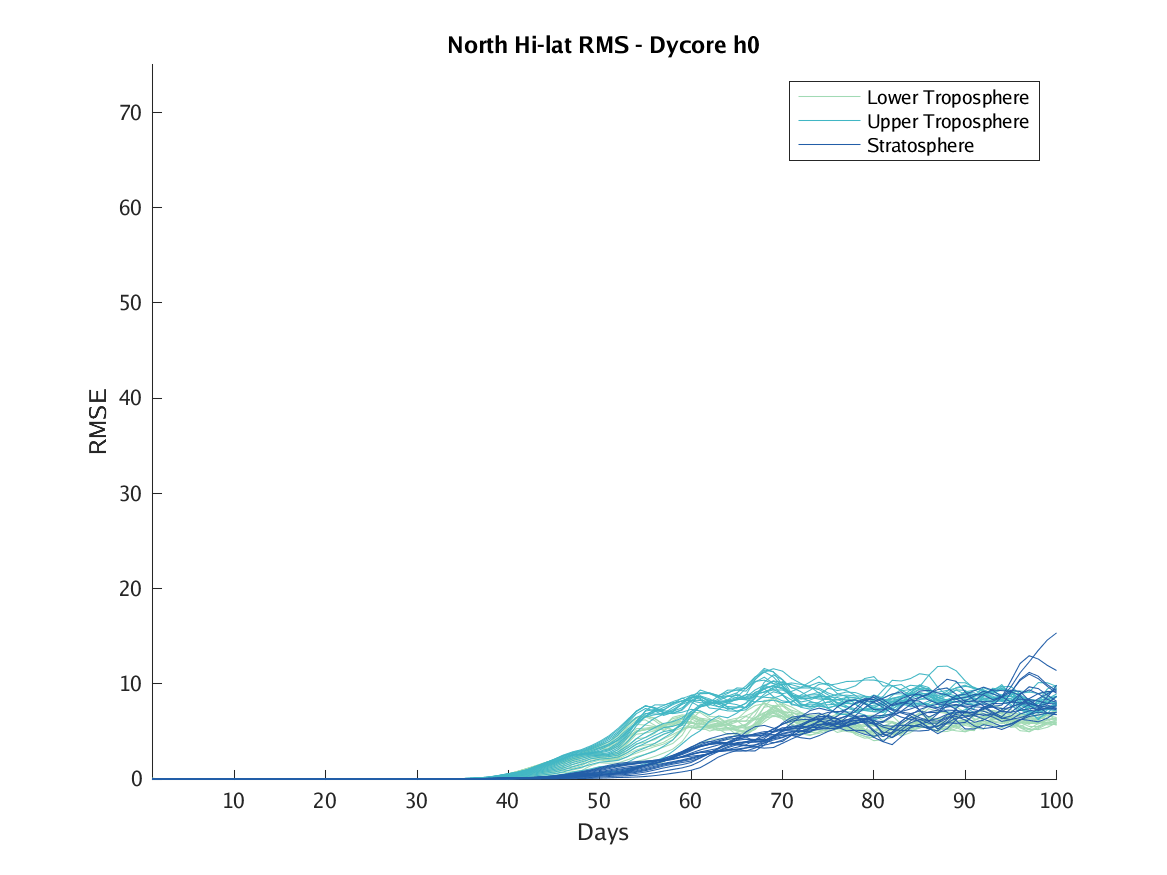 North Hi-lat RMS - Dycore h0
Lower Troposphere
Upper Troposphere
Stratosphere
70
60
50
40
30
20
10
0
RMSE
10 20 30 40 50 60 70 80 90 100
Days